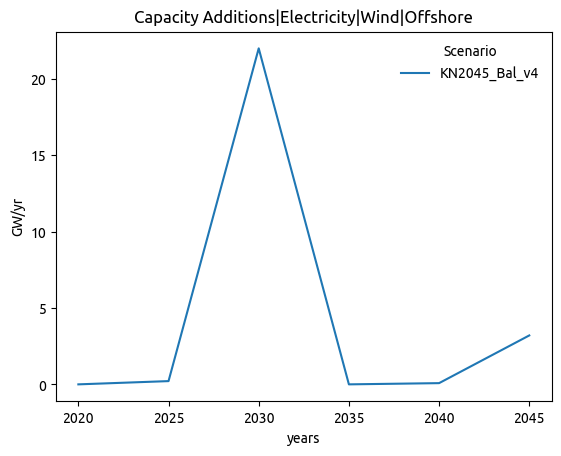 Capacity Additions|Electricity|Wind|Offshore
Scenario
KN2045_Bal_v4
GW/yr
20
15
10
5
0
2020 2025 2030 2035 2040 2045
years